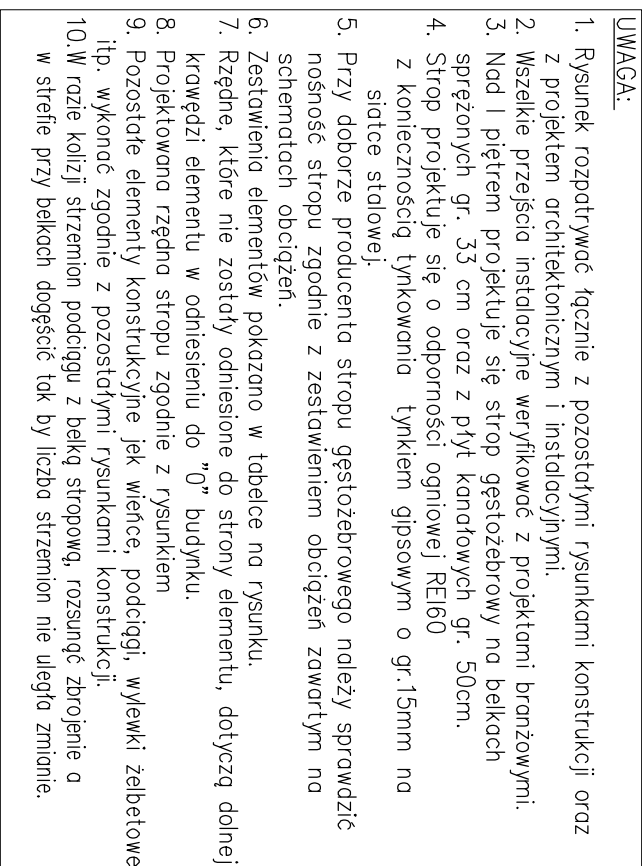 UWAGA:
1. Rysunek rozpatrywać łącznie z pozostałymi rysunkami konstrukcji oraz
z projektem architektonicznym i instalacyjnymi.
2. Wszelkie przejścia instalacyjne weryfikować z projektami branżowymi.
3. Nad I piętrem projektuje się strop gęstożebrowy na belkach
sprężonych gr. 33 cm oraz z płyt kanałowych gr. 50cm.
4. Strop projektuje się o odporności ogniowej REI60
z koniecznością tynkowania tynkiem gipsowym o gr.15mm na
siatce stalowej.
5. Przy doborze producenta stropu gęstożebrowego należy sprawdzić
nośność stropu zgodnie z zestawieniem obciążeń zawartym na
schematach obciążeń.
6. Zestawienia elementów pokazano w tabelce na rysunku.
7. Rzędne, które nie zostały odniesione do strony elementu, dotyczą dolnej
krawędzi elementu w odniesieniu do "0" budynku.
8. Projektowana rzędna stropu zgodnie z rysunkiem
9. Pozostałe elementy konstrukcyjne jek wieńce, podciągi, wylewki żelbetowe
itp. wykonać zgodnie z pozostałymi rysunkami konstrukcji.
10.W razie kolizji strzemion podciągu z belką stropową, rozsunąć zbrojenie a
w strefie przy belkach dogęścić tak by liczba strzemion nie uległa zmianie.